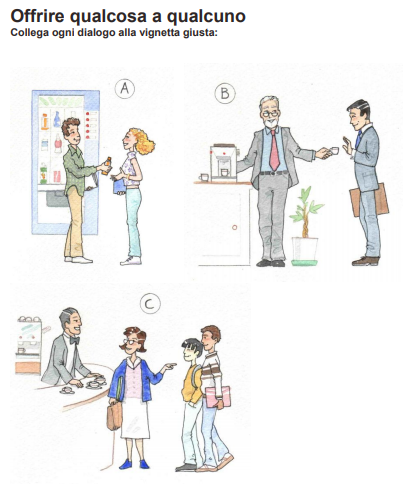 Offrire qualcosa a qualcuno
Collega ogni dialogo alla vignetta giusta:
A
B
C